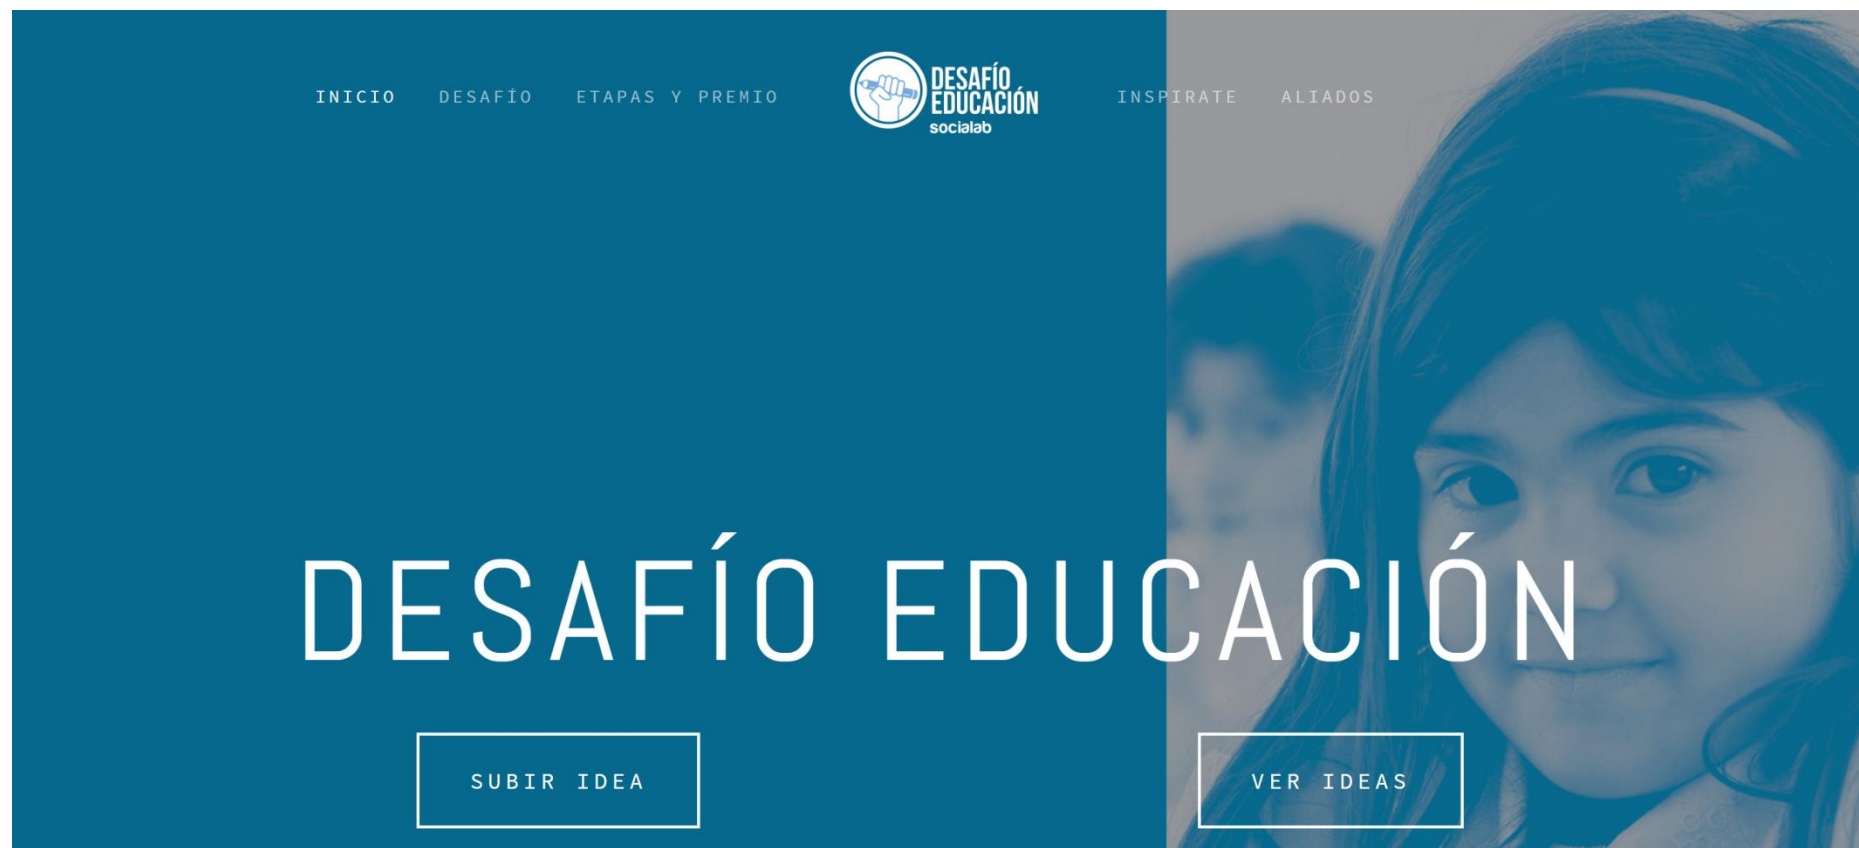 INICIO DESAFÍO ETAPAS Y PREMIO
DESAFÍO
EDUCACIÓN
socialab
INSPIRATE ALIADOS
DESAFÍO EDUCACIÓN
SUBIR IDEA
VER IDEAS